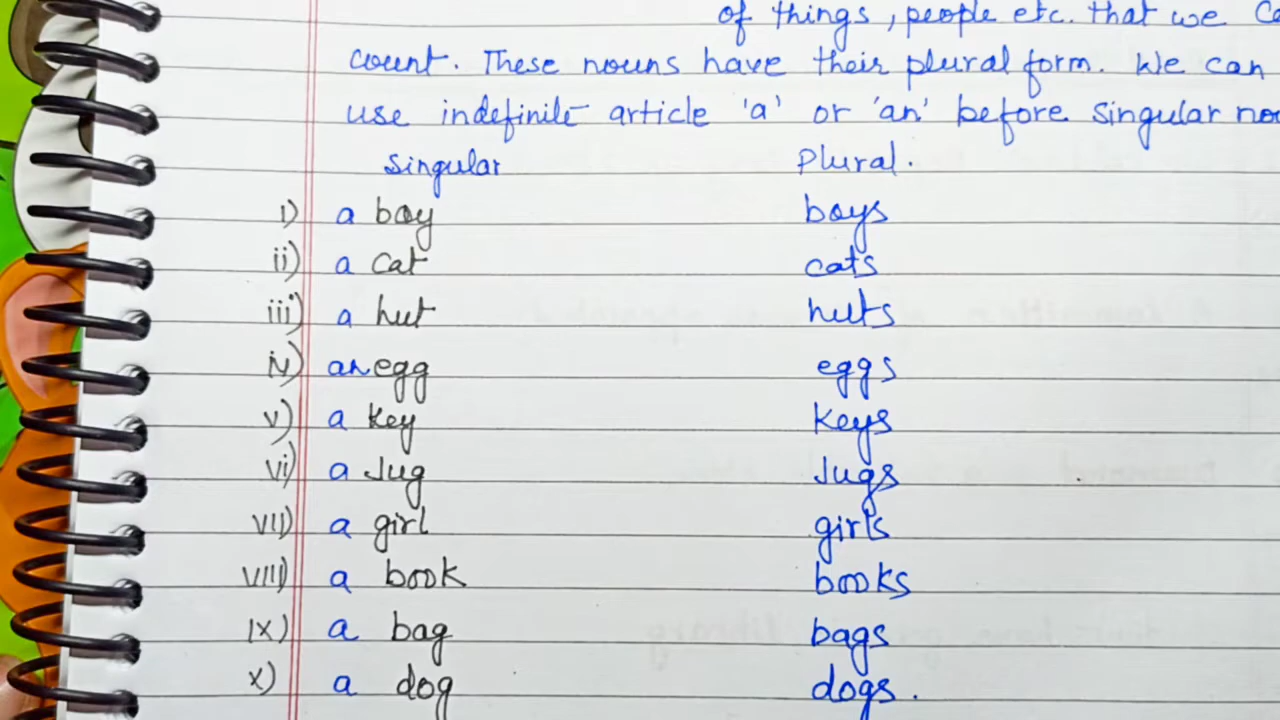 of things, people etc. that we
count. These nouns have their plural form. We can
use indefinite article 'a' or 'an' before singular
Singular Plural.
i) a boy boys
ii) a cat cats
iii) a hut huts
iv) an egg eggs
v) a key keys
vi) a Jug Jugs
VII) a girl girls
VIII) a book books
IX) a bag bags
X) a dog dogs.